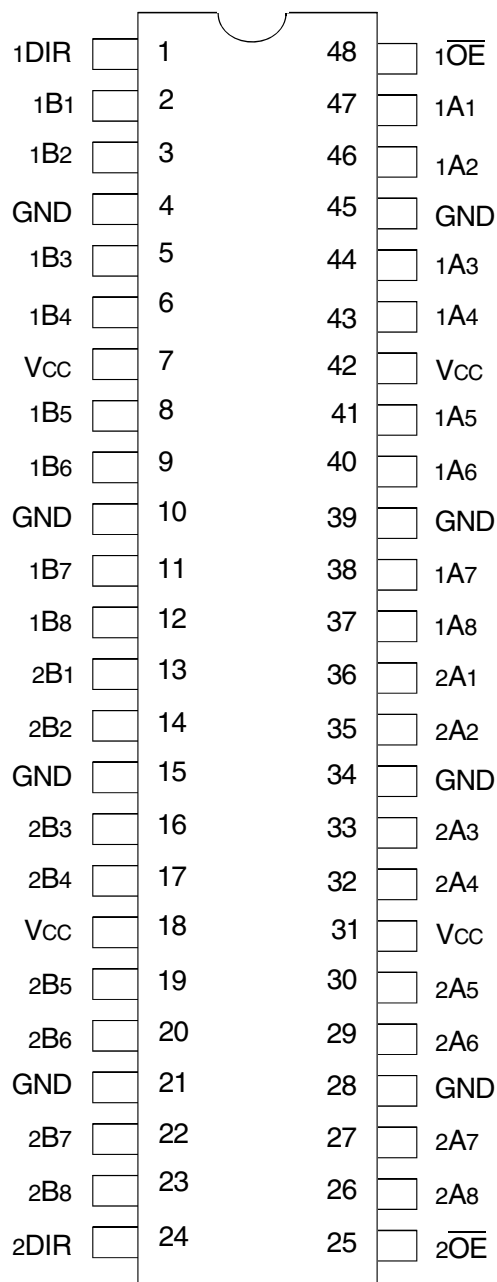 1DIR 1 48 1OE
1B1 2 47 1A1
1B2 3 46 1A2
GND 4 45 GND
1B3 5 44 1A3
1B4 6 43 1A4
VCC 7 42 VCC
1B5 8 41 1A5
1B6 9 40 1A6
GND 10 39 GND
1B7 11 38 1A7
1B8 12 37 1A8
2B1 13 36 2A1
2B2 14 35 2A2
GND 15 34 GND
2B3 16 33 2A3
2B4 17 32 2A4
VCC 18 31 VCC
2B5 19 30 2A5
2B6 20 29 2A6
GND 21 28 GND
2B7 22 27 2A7
2B8 23 26 2A8
2DIR 24 25 2OE